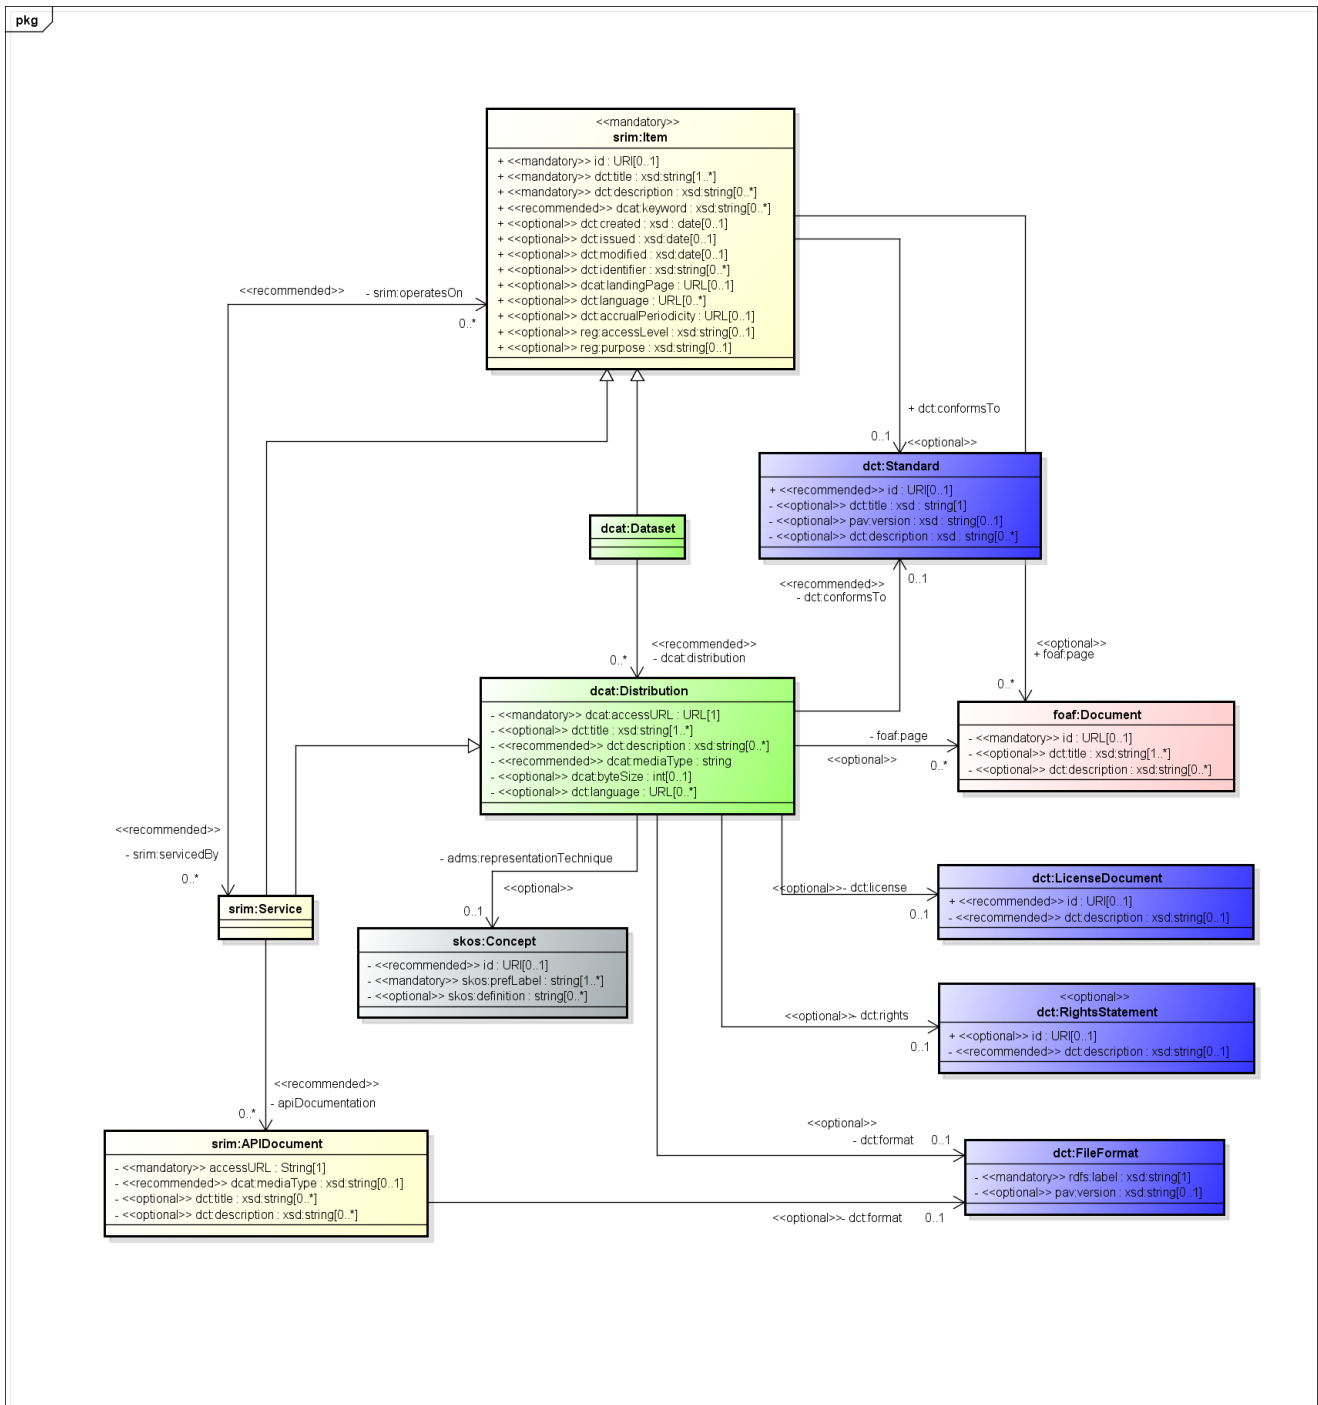 pkg
<<mandatory>>
srim:Item
+ <<mandatory>> id : URI[0..1]
+ <<mandatory>> dct:title : xsd:string[1..*]
+ <<mandatory>> dct:description : xsd:string[0..*]
+ <<recommended>> dcat:keyword : xsd:string[0..*]
+ <<optional>> dct:created : xsd : date[0..1]
+ <<optional>> dct:issued : xsd:date[0..1]
+ <<optional>> dct:modified : xsd:date[0..1]
+ <<optional>> dct:identifier : xsd:string[0..*]
+ <<optional>> dcat:landingPage : URL[0..1]
+ <<optional>> dct:language : URL[0..*]
+ <<optional>> dct:accrualPeriodicity : URL[0..1]
+ <<optional>> reg:accessLevel : xsd:string[0..1]
+ <<optional>> reg:purpose : xsd:string[0..1]
<<recommended>>
- srim:operatesOn
0..*
+ dct:conformsTo
0..1
<<optional>>
dct:Standard
+ <<recommended>> id : URI[0..1]
- <<optional>> dct:title : xsd : string[1]
- <<optional>> pav:version : xsd : string[0..1]
- <<optional>> dct:description : xsd : string[0..*]
dcat:Dataset
<<recommended>>
- dct:conformsTo
0..1
<<recommended>>
- dcat:distribution
0..*
<<optional>>
+ foaf:page
0..*
dcat:Distribution
- <<mandatory>> dcat:accessURL : URL[1]
- <<optional>> dct:title : xsd:string[1..*]
- <<recommended>> dct:description : xsd:string[0..*]
- <<recommended>> dcat:mediaType : string
- <<optional>> dcat:byteSize : int[0..1]
- <<optional>> dct:language : URL[0..*]
- foaf:page
<<optional>>
0..*
foaf:Document
- <<mandatory>> id : URL[0..1]
- <<optional>> dct:title : xsd:string[1..*]
- <<optional>> dct:description : xsd:string[0..*]
<<recommended>>
- srim:servicedBy
0..*
- adms:representationTechnique
<<optional>>
0..1
<<optional>> - dct:license
0..1
dct:LicenseDocument
+ <<recommended>> id : URI[0..1]
- <<recommended>> dct:description : xsd:string[0..1]
srim:Service
skos:Concept
- <<recommended>> id : URI[0..1]
- <<mandatory>> skos:prefLabel : string[1..*]
- <<optional>> skos:definition : string[0..*]
<<optional>> - dct:rights
0..1
<<optional>>
dct:RightsStatement
+ <<optional>> id : URI[0..1]
- <<recommended>> dct:description : xsd:string[0..1]
<<recommended>>
- apiDocumentation
0..*
<<optional>>
- dct:format
0..1
srim:APIDocument
- <<mandatory>> accessURL : String[1]
- <<recommended>> dcat:mediaType : xsd:string[0..1]
- <<optional>> dct:title : xsd:string[0..*]
- <<optional>> dct:description : xsd:string[0..*]
dct:FileFormat
- <<mandatory>> rdfs:label : xsd:string[1]
- <<optional>> pav:version : xsd:string[0..1]
<<optional>> - dct:format
0..1